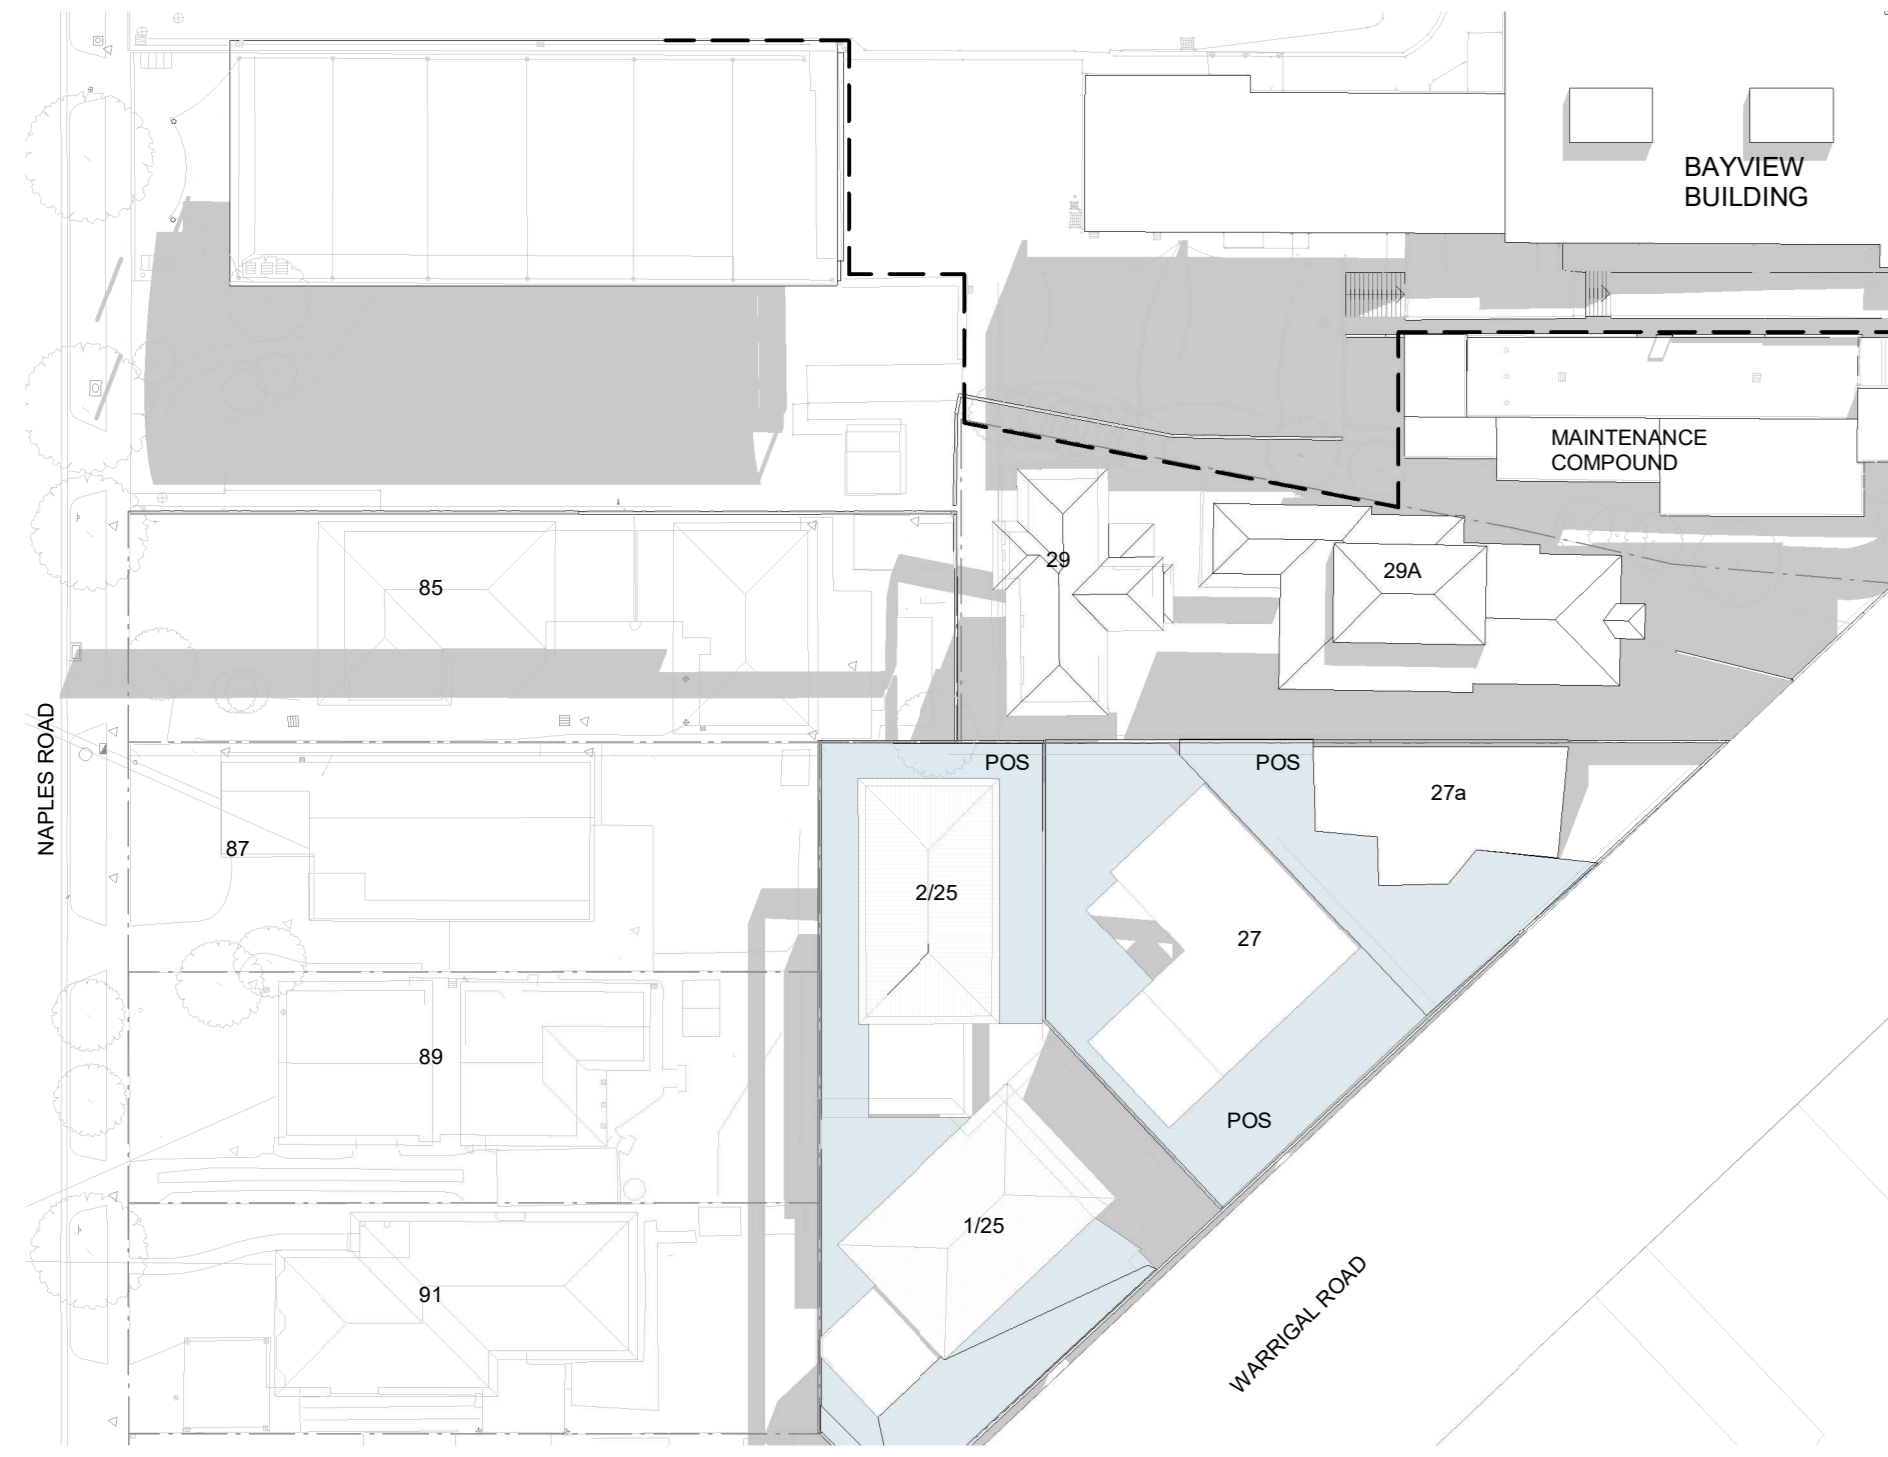 BAYVIEW
BUILDING
MAINTENANCE
COMPOUND
29
29A
85
POS
POS
27a
NAPLES ROAD
87
2/25
27
89
POS
1/25
91
WARRIGAL ROAD